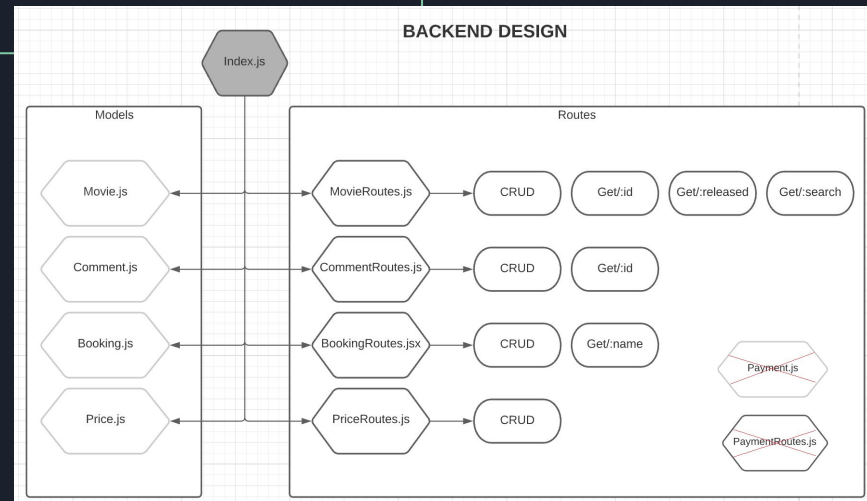 BACKEND DESIGN
Index.js
Models
Routes
Movie.js
MovieRoutes.js
CRUD
Get/:id
Get/:released
Get/:search
Comment.js
CommentRoutes.js
CRUD
Get/:id
Booking.js
BookingRoutes.jsx
CRUD
Get/:name
Payment.js
Price.js
PriceRoutes.js
CRUD
PaymentRoutes.js